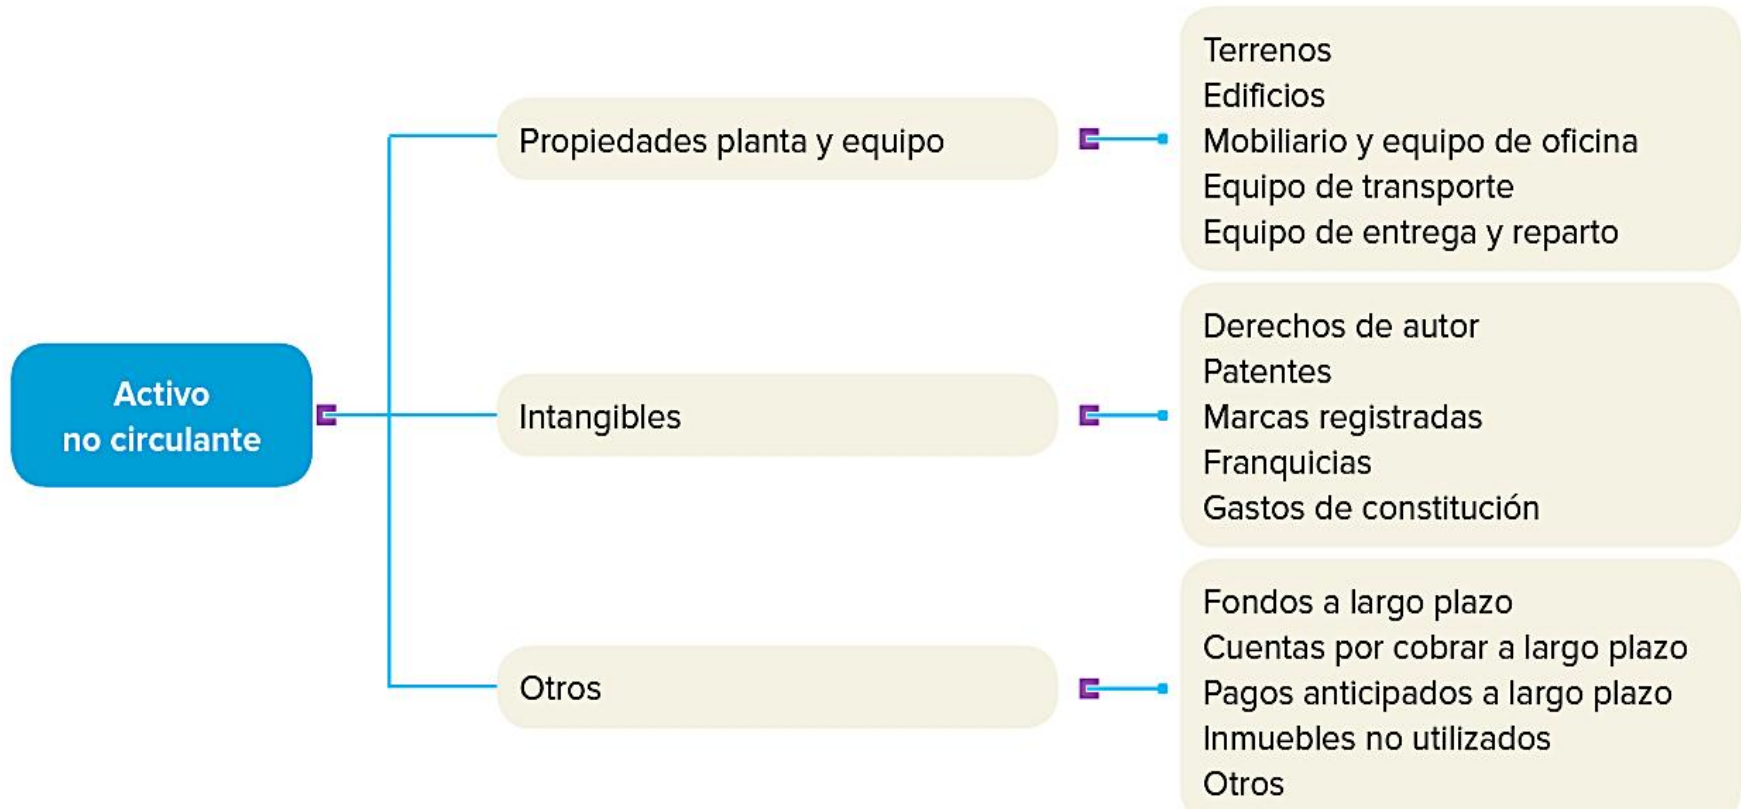 Activo
no circulante
Propiedades planta y equipo
Terrenos
Edificios
Mobiliario y equipo de oficina
Equipo de transporte
Equipo de entrega y reparto
Intangibles
Derechos de autor
Patentes
Marcas registradas
Franquicias
Gastos de constitución
Otros
Fondos a largo plazo
Cuentas por cobrar a largo plazo
Pagos anticipados a largo plazo
Inmuebles no utilizados
Otros